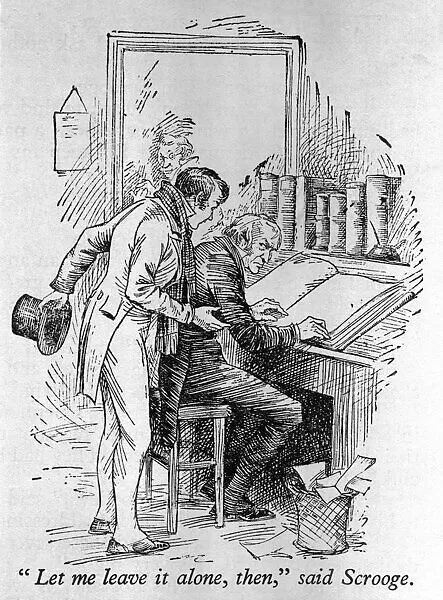 “ Let me leave it alone, then,” said Scrooge.